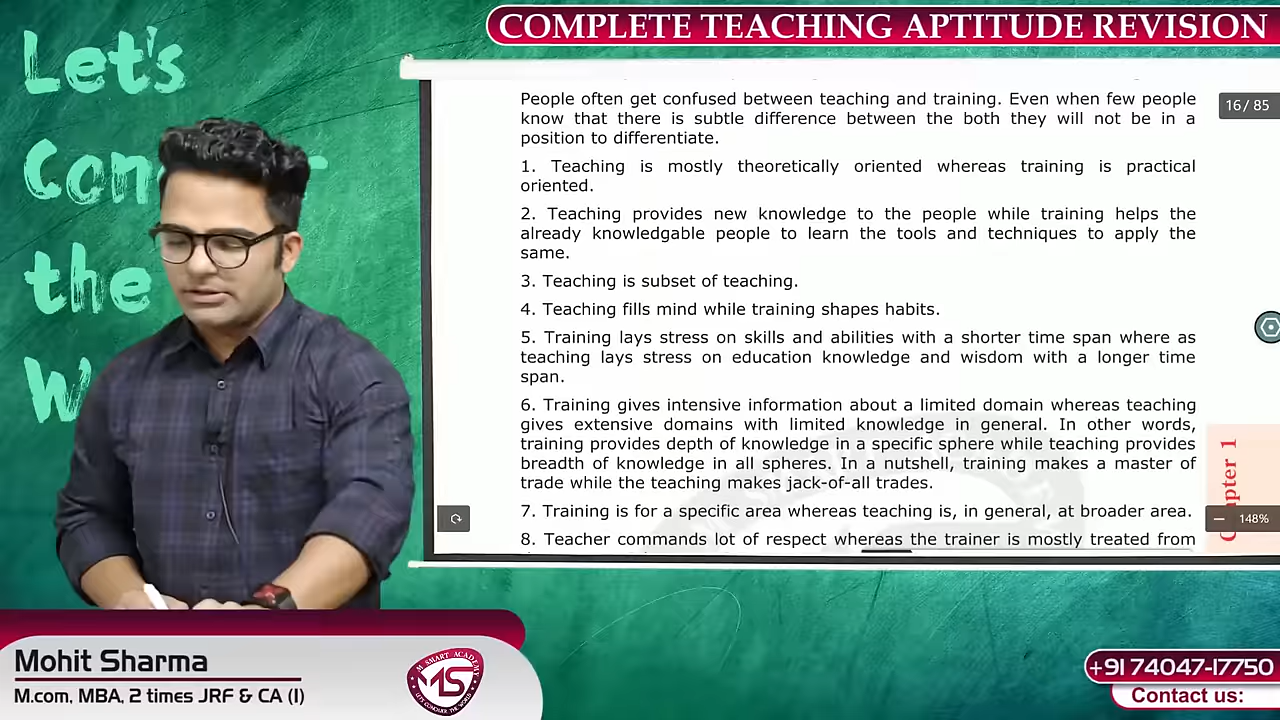 COMPLETE TEACHING APTITUDE REVISION
Let's
Con
the
W
People often get confused between teaching and training. Even when few people
know that there is subtle difference between the both they will not be in a
position to differentiate.
1. Teaching is mostly theoretically oriented whereas training is practical
oriented.
2. Teaching provides new knowledge to the people while training helps the
already knowledgable people to learn the tools and techniques to apply the
same.
3. Teaching is subset of teaching.
4. Teaching fills mind while training shapes habits.
5. Training lays stress on skills and abilities with a shorter time span where as
teaching lays stress on education knowledge and wisdom with a longer time
span.
6. Training gives intensive information about a limited domain whereas teaching
gives extensive domains with limited knowledge in general. In other words,
training provides depth of knowledge in a specific sphere while teaching provides
breadth of knowledge in all spheres. In a nutshell, training makes a master of
trade while the teaching makes jack-of-all trades.
7. Training is for a specific area whereas teaching is, in general, at broader area.
8. Teacher commands lot of respect whereas the trainer is mostly treated from
16/ 85
pter 1
148%
Mohit Sharma
M.com, MBA, 2 times JRF & CA (I)
M SMART ACADEMY
MS
LET'S CONQUER THE WORLD
+91 74047-17750
Contact us: